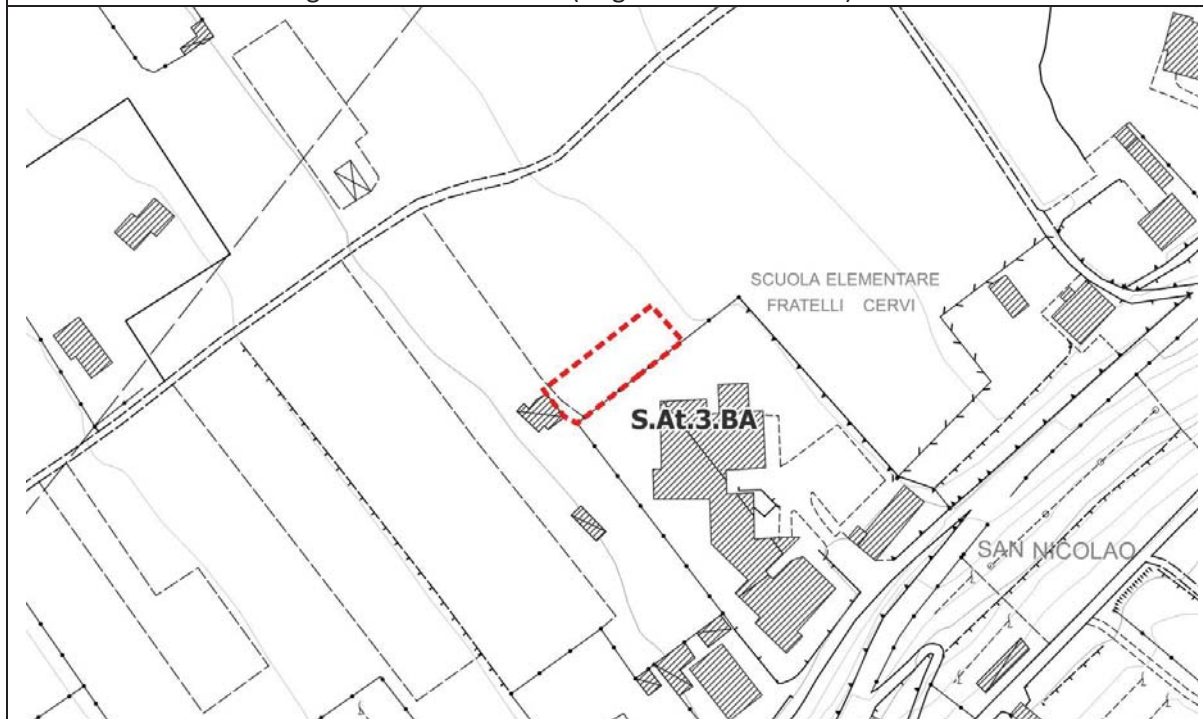 SCUOLA ELEMENTARE
FRATELLI CERVI
S.At.3.BA
SAN NICOLAO